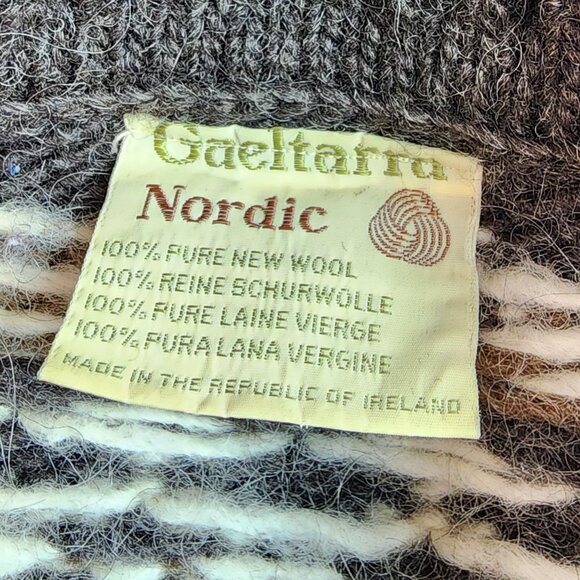 Gaeltarra
Nordic
100% PURE NEW WOOL
100% REINE SCHURWOLLE
100% PURE LAINE VIERGE
100% PURA LANA VERGINE
MADE IN THE REPUBLIC OF IRELAND